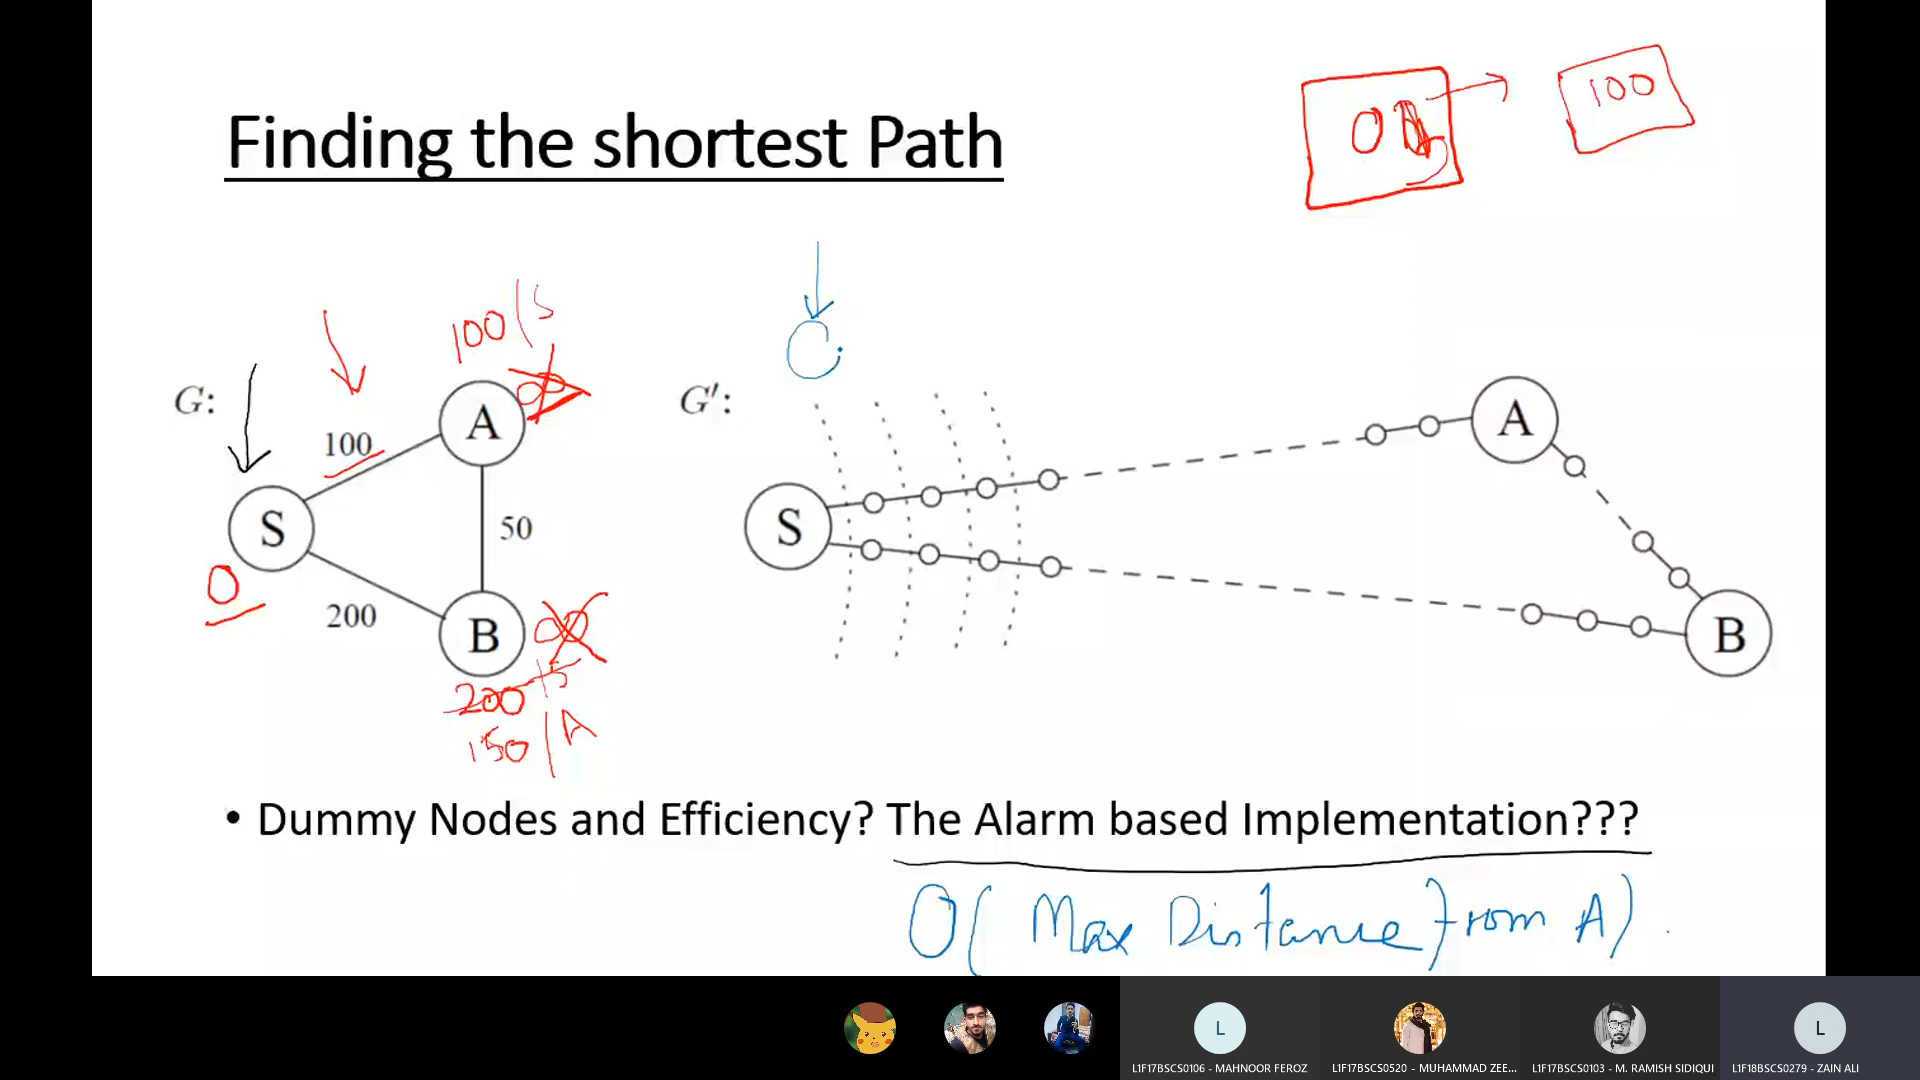 Finding the shortest Path
100
100/S
G:
100
A
50
S
0
200
B
200/S
150/A
G':
S
A
B
• Dummy Nodes and Efficiency? The Alarm based Implementation???
O( Max Distance From A)
L
L
L1F17BSCS0106 - MAHNOOR FEROZ
L1F17BSCS0520 - MUHAMMAD ZEE...
L1F17BSCS0103 - M. RAMISH SIDIQUI
L1F18BSCS0279 - ZAIN ALI